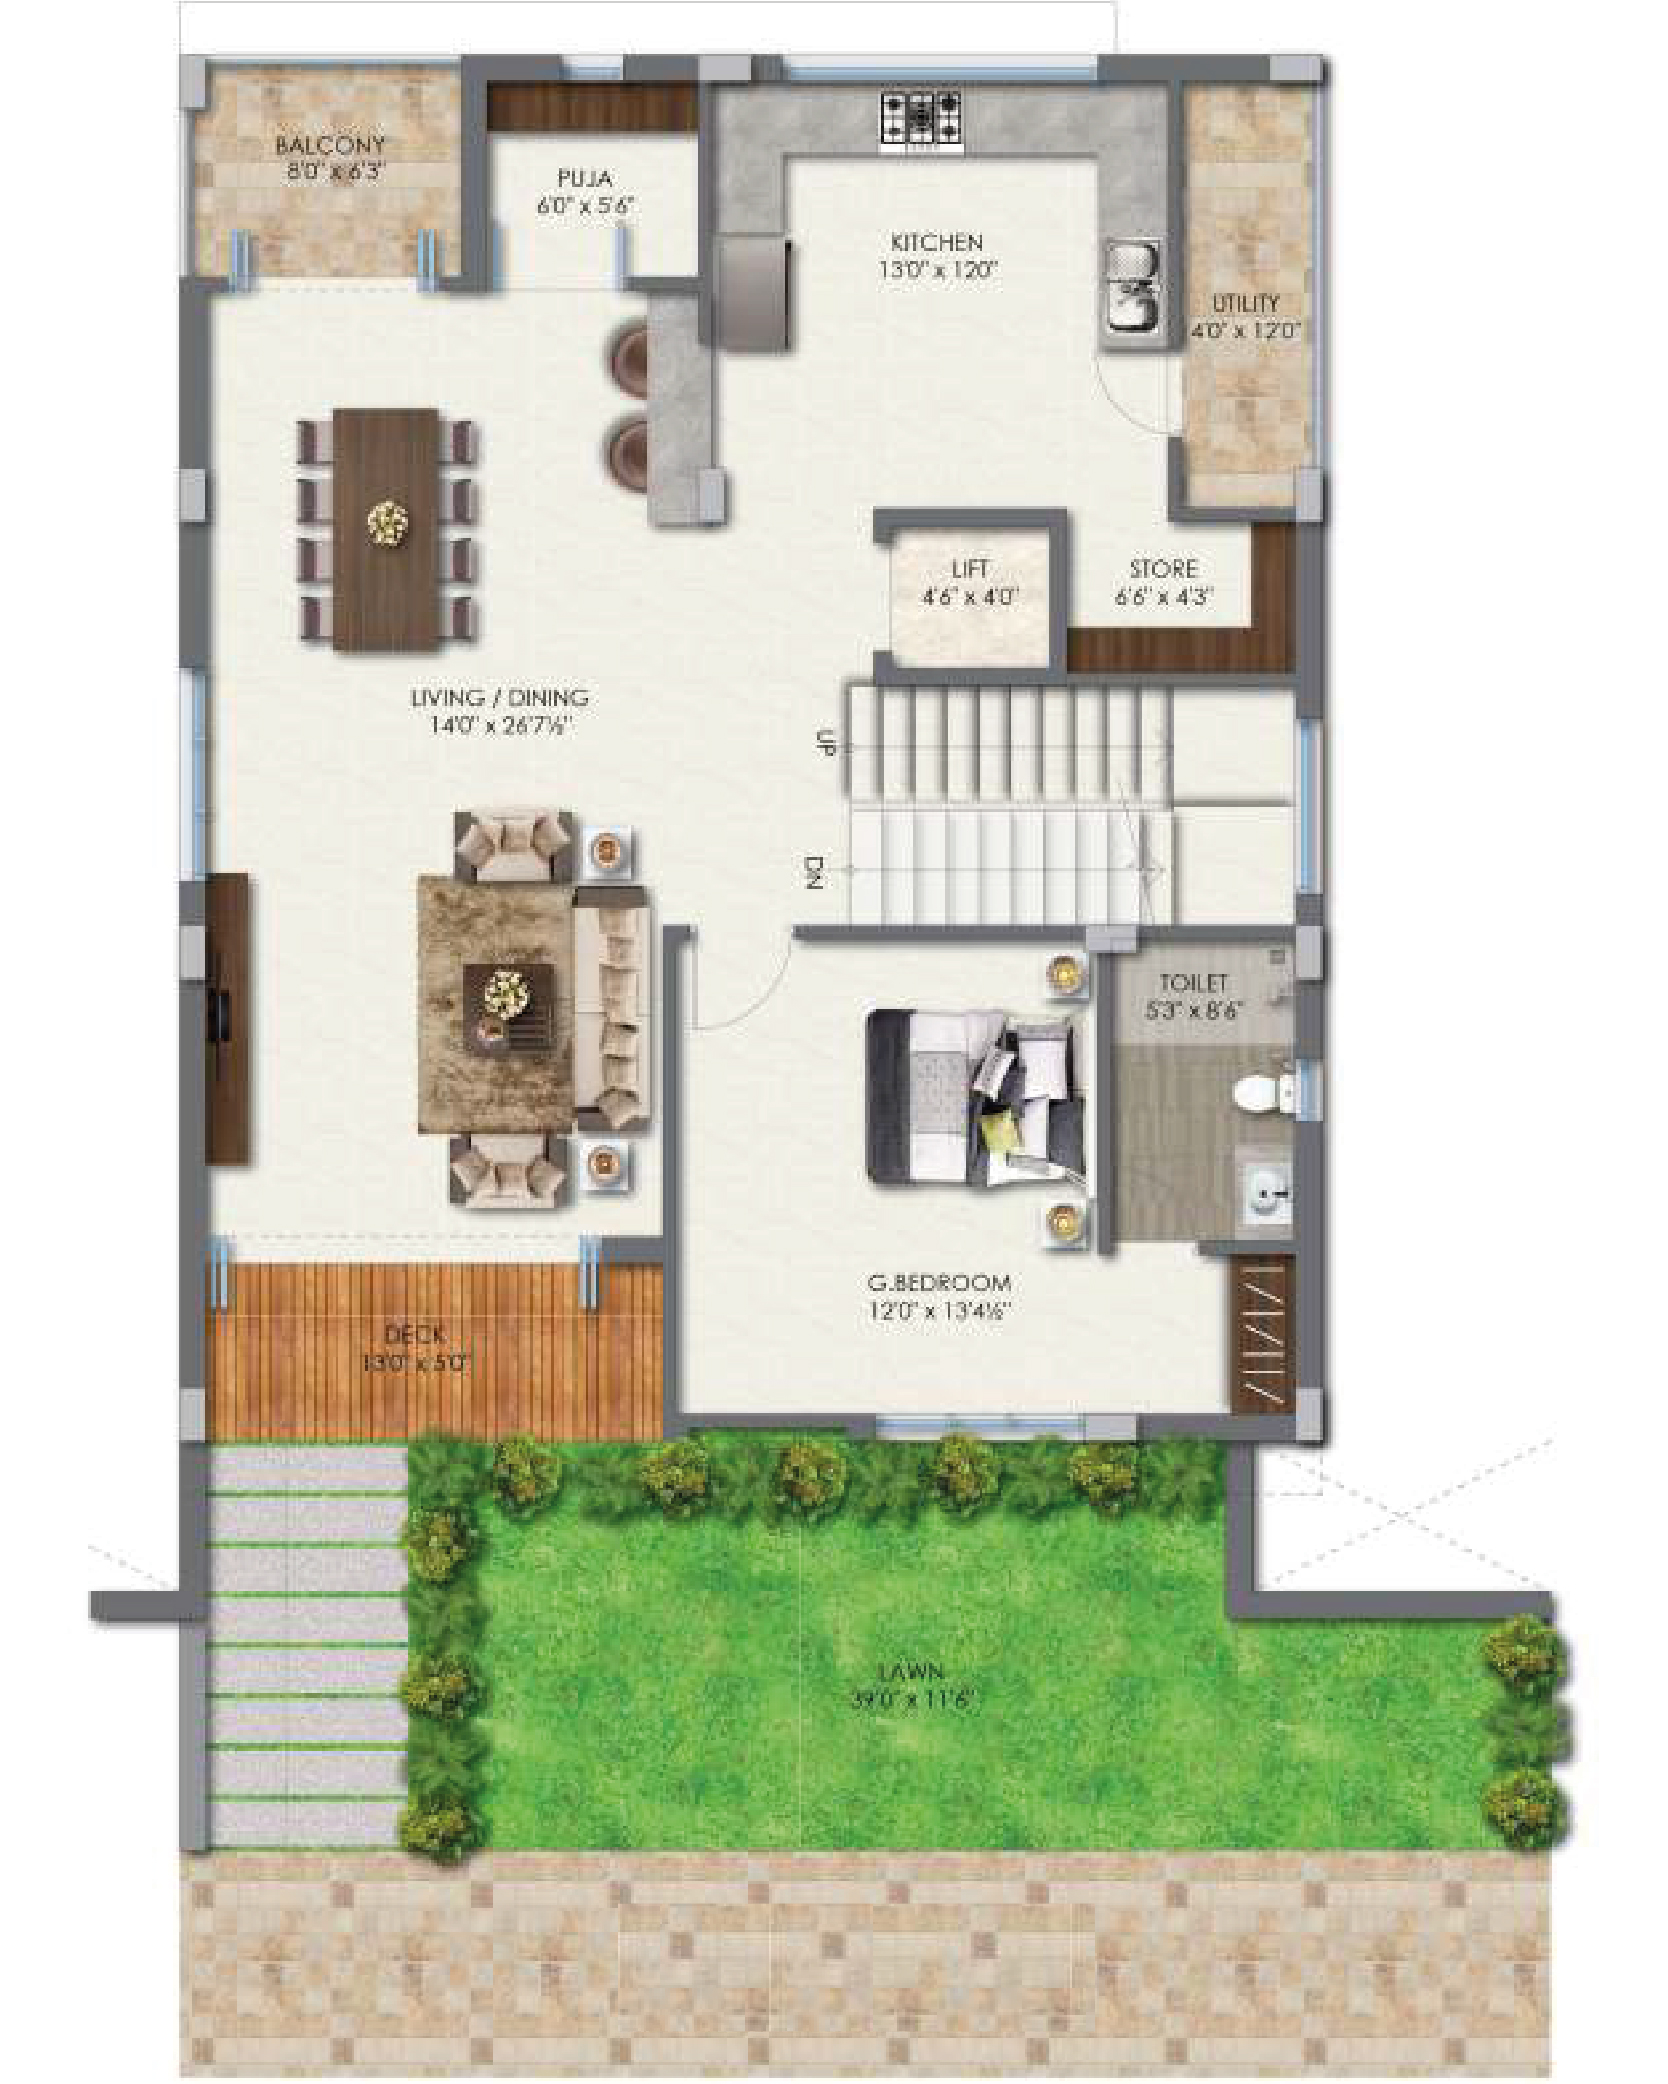 BALCONY
8'0" x 6'3"
PUJA
6'0" x 5'6"
KITCHEN
13'0" x 12'0"
UTILITY
4'0" x 12'0"
LIFT
4'6" x 4'0"
STORE
6'6" x 4'3"
LIVING / DINING
14'0" x 26'7½"
UP
DN
TOILET
5'3" x 8'6"
G.BEDROOM
12'0" x 13'4½"
DECK
13'0" x 5'0"
LAWN
39'0" x 11'6"